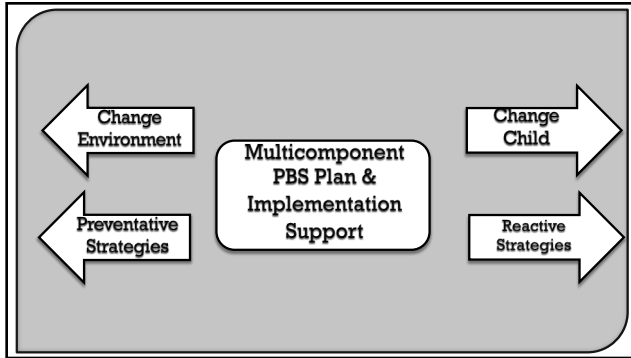 Change
Environment
Preventative
Strategies
Multicomponent
PBS Plan &
Implementation
Support
Change
Child
Reactive
Strategies